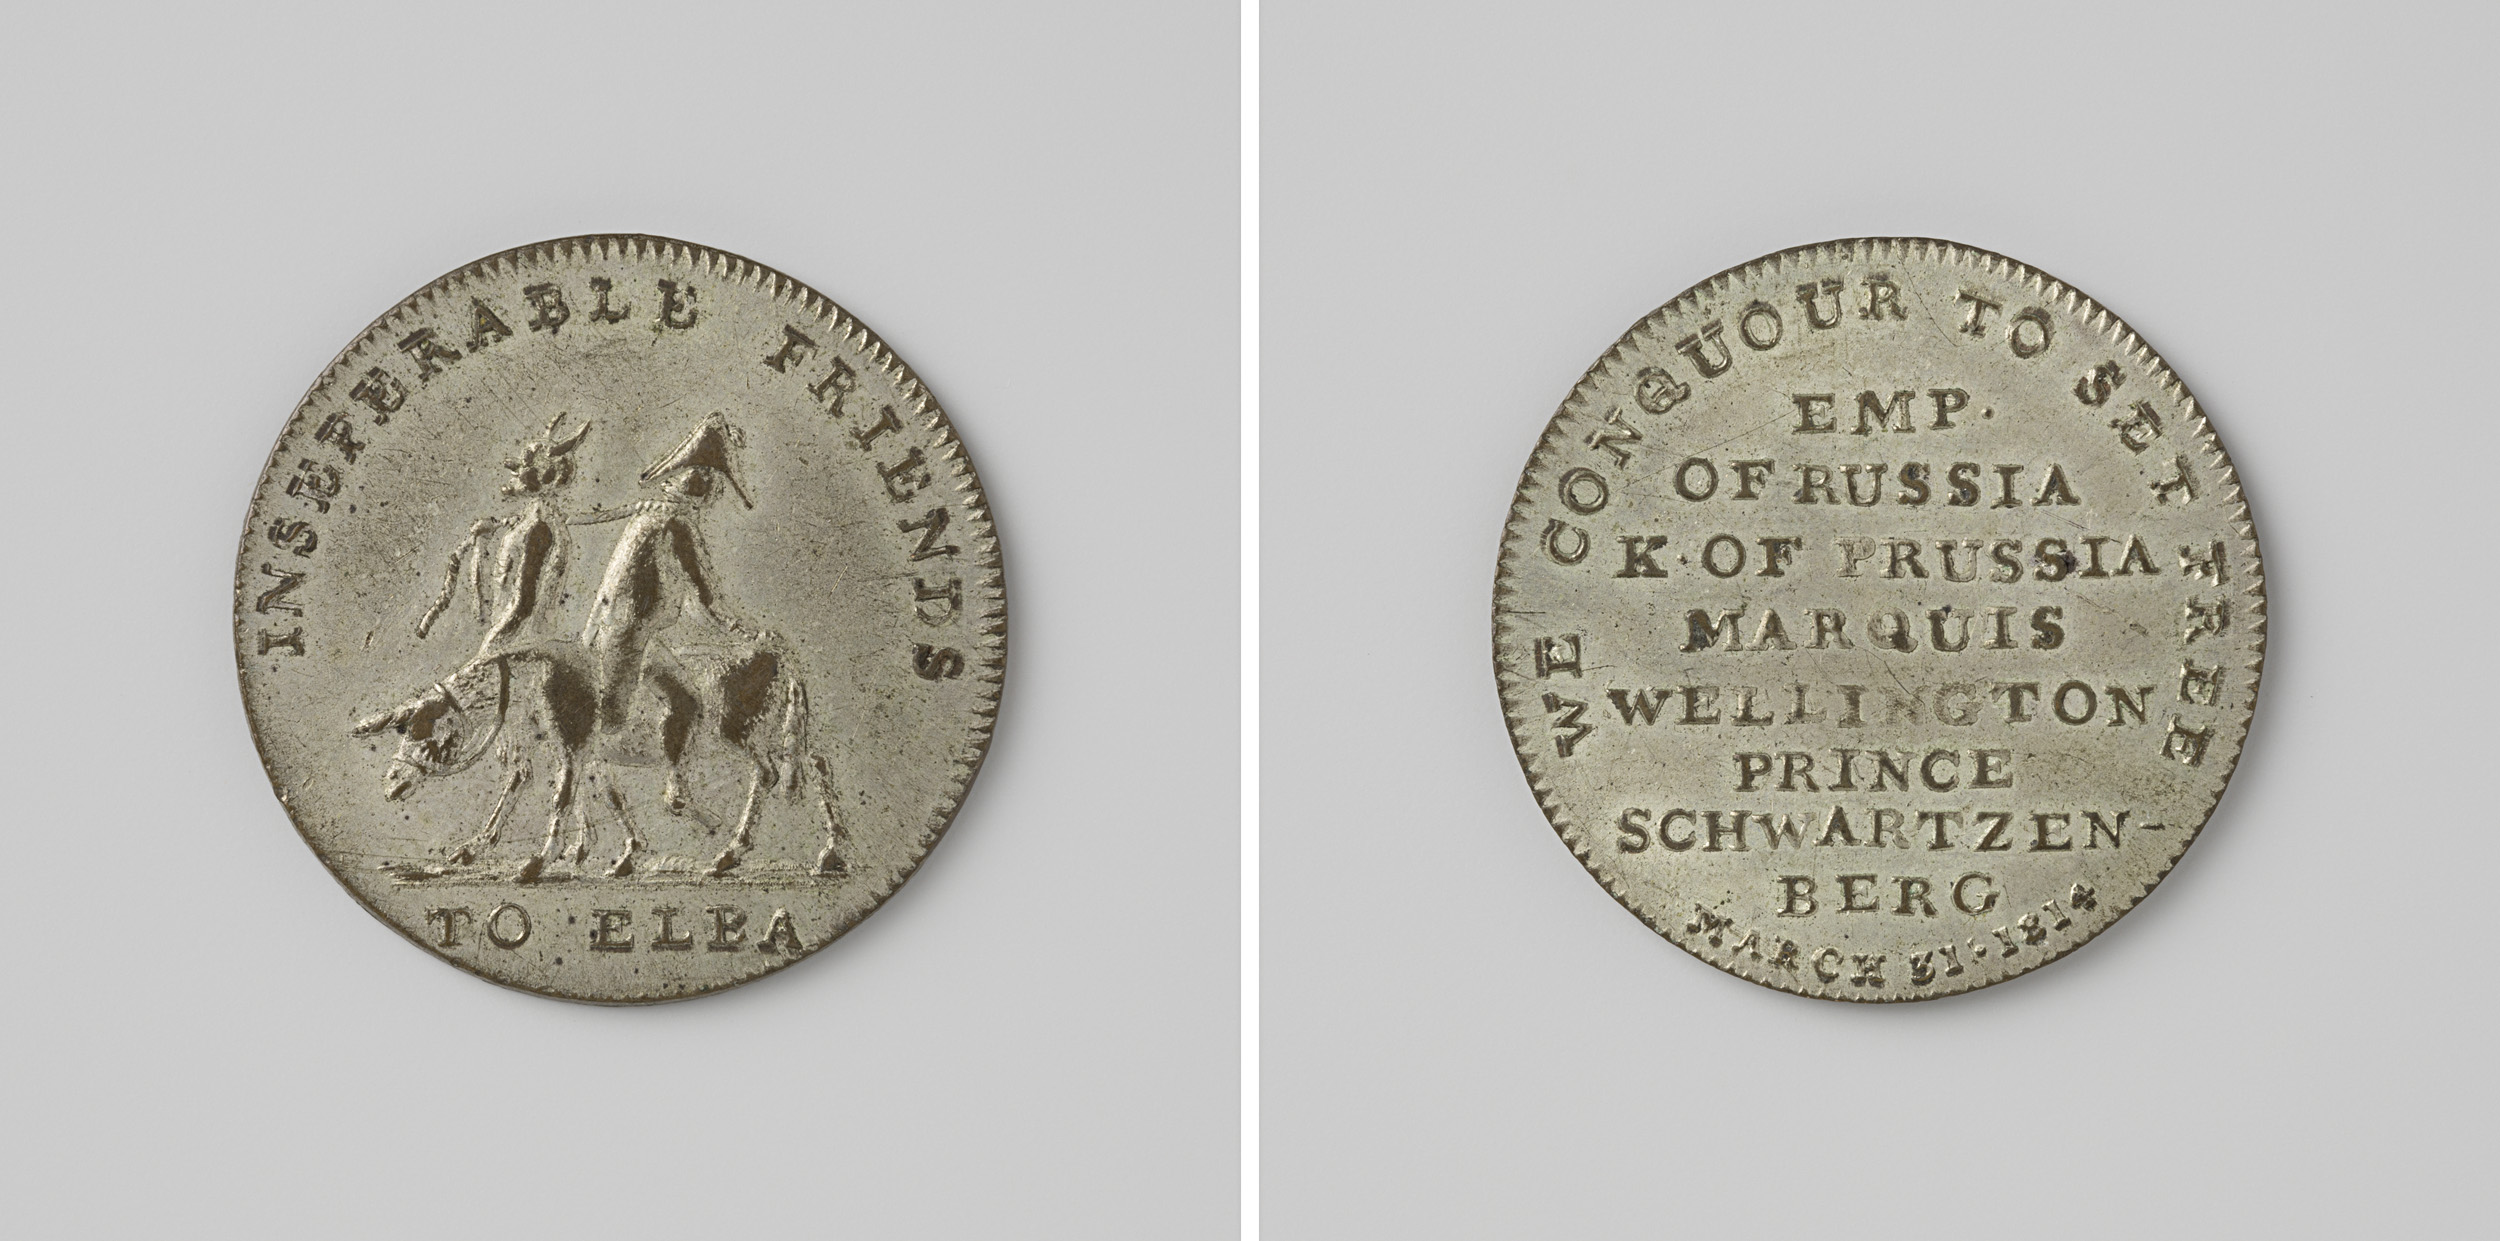 INSEPERABLE FRIENDS
TO ELBA
WE CONQUOUR TO SET FREE
EMP.
OF RUSSIA
K. OF PRUSSIA
MARQUIS
WELLINGTON
PRINCE
SCHWARTZEN-
BERG
MARCH 31. 1814